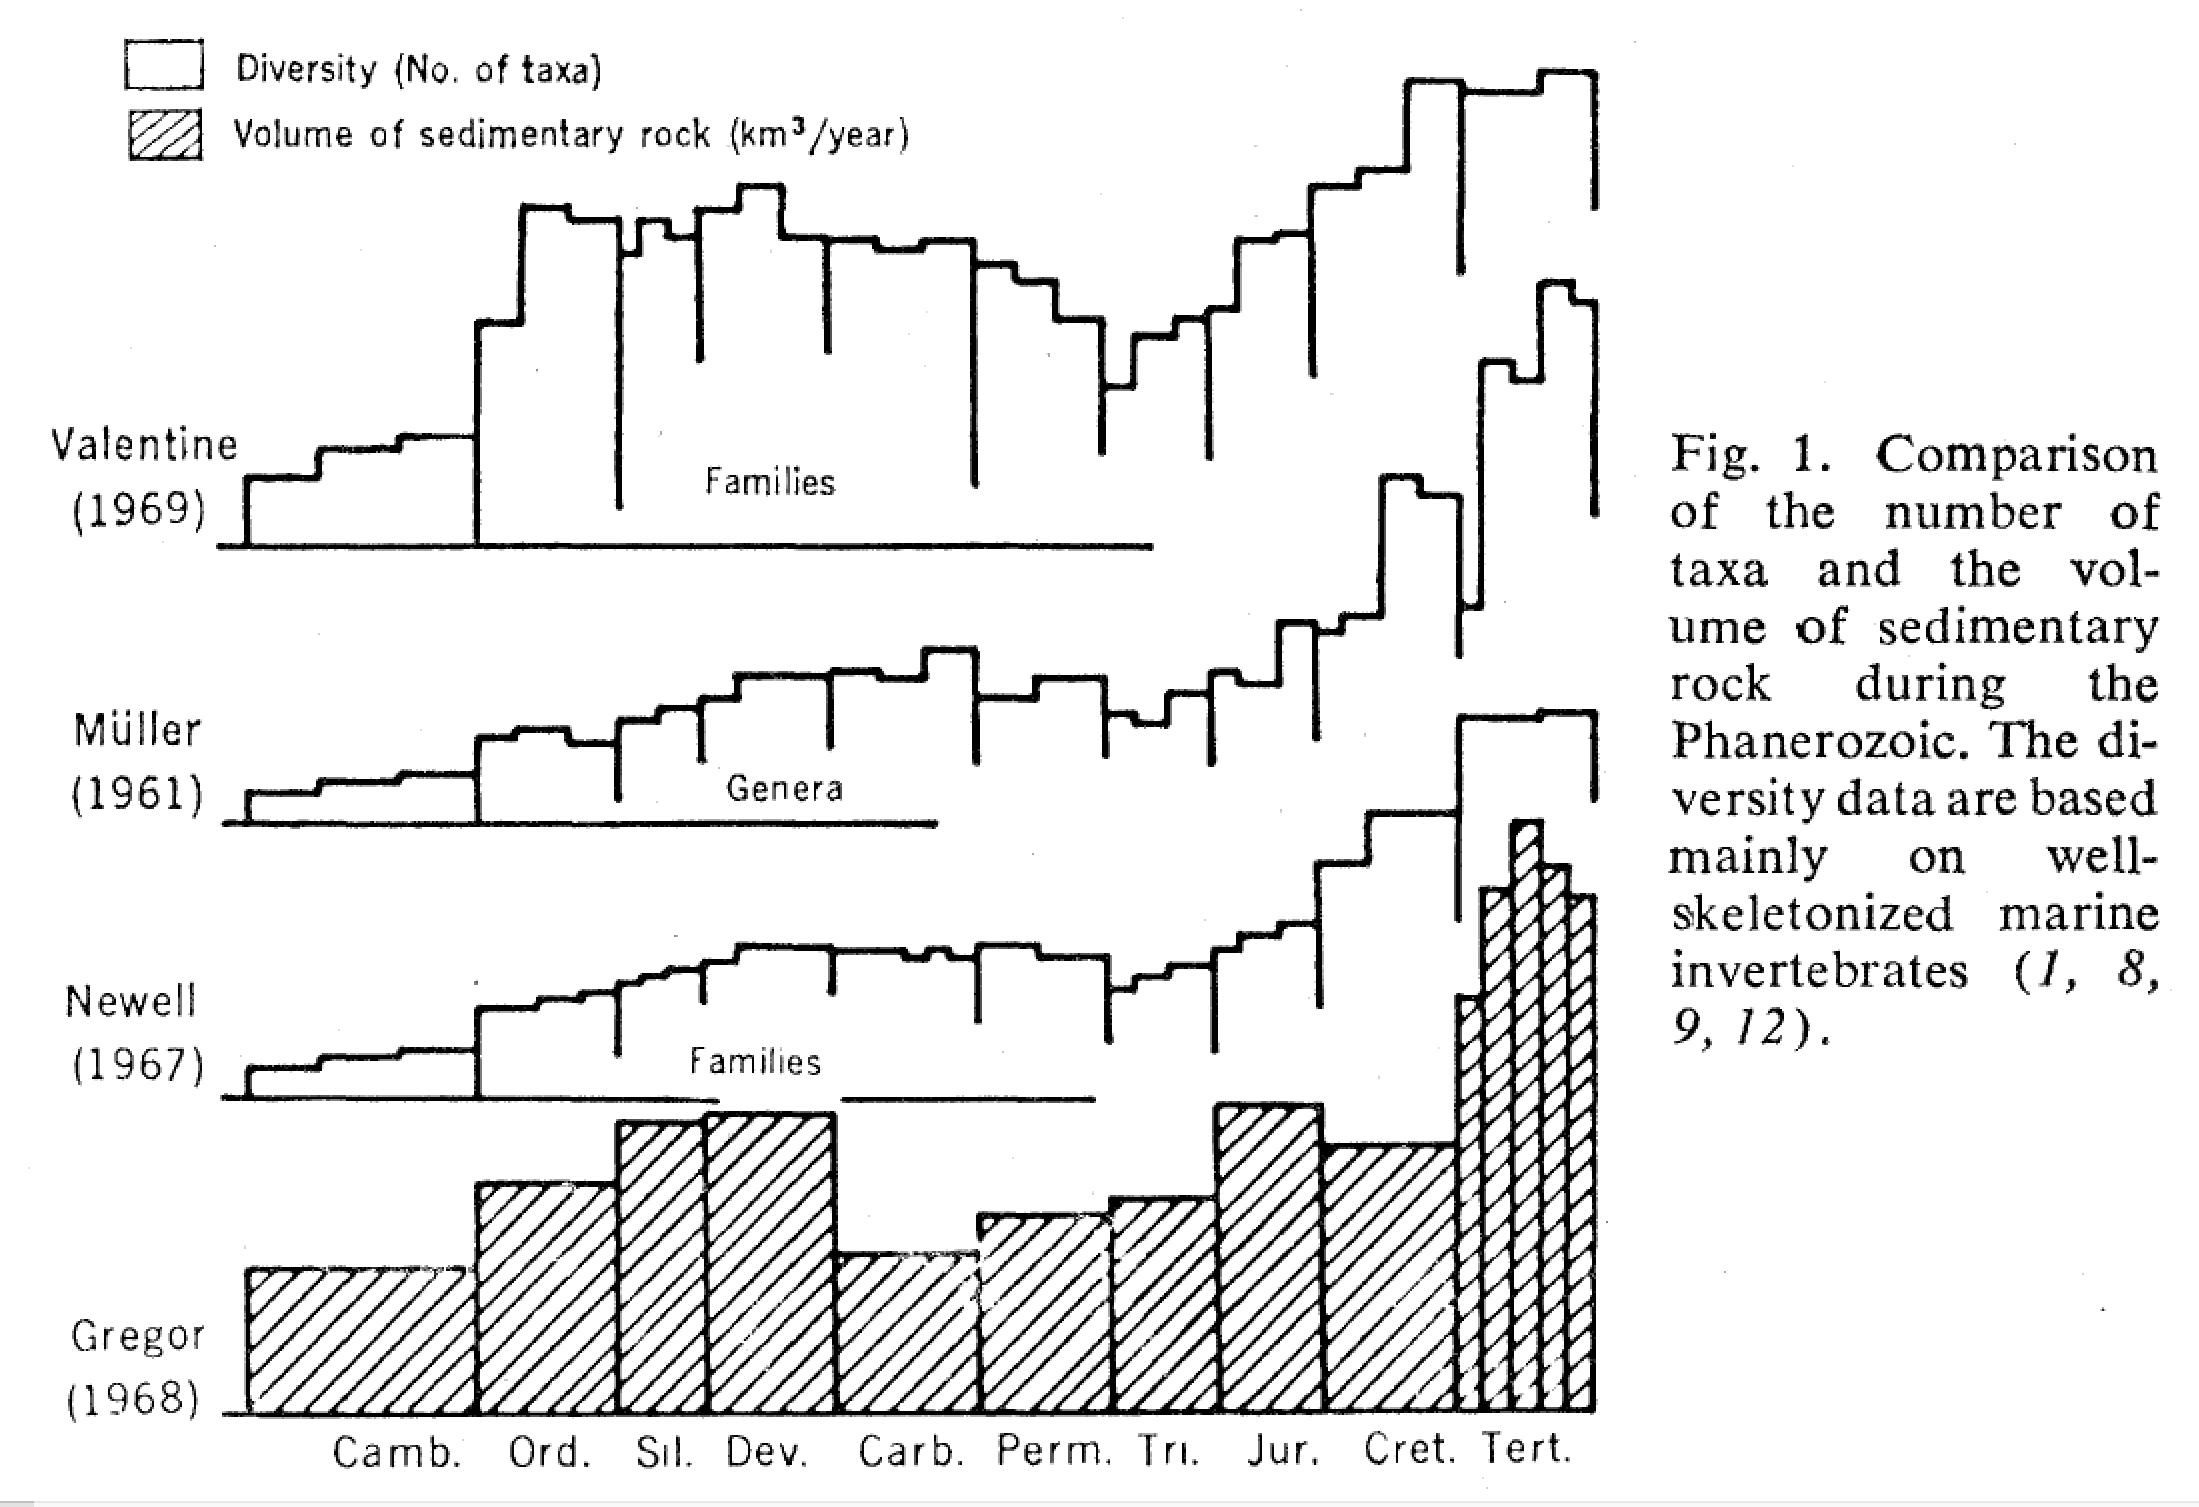 Diversity (No. of taxa)
Volume of sedimentary rock (km³/year)
Valentine
(1969)
Families
Müller
(1961)
Genera
Newell
(1967)
Families
Gregor
(1968)
Camb. Ord. Sil. Dev. Carb. Perm. Tri. Jur. Cret. Tert.
Fig. 1. Comparison
of the number of
taxa and the vol-
ume of sedimentary
rock during the
Phanerozoic. The di-
versity data are based
mainly on well-
skeletonized marine
invertebrates (1, 8,
9, 12).